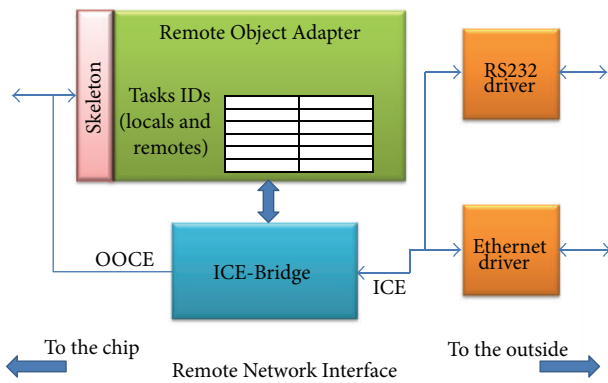 Remote Object Adapter
Skeleton
Tasks IDs
(locals and
remotes)
RS232
driver
OOCE
ICE-Bridge
ICE
Ethernet
driver
To the chip
Remote Network Interface
To the outside